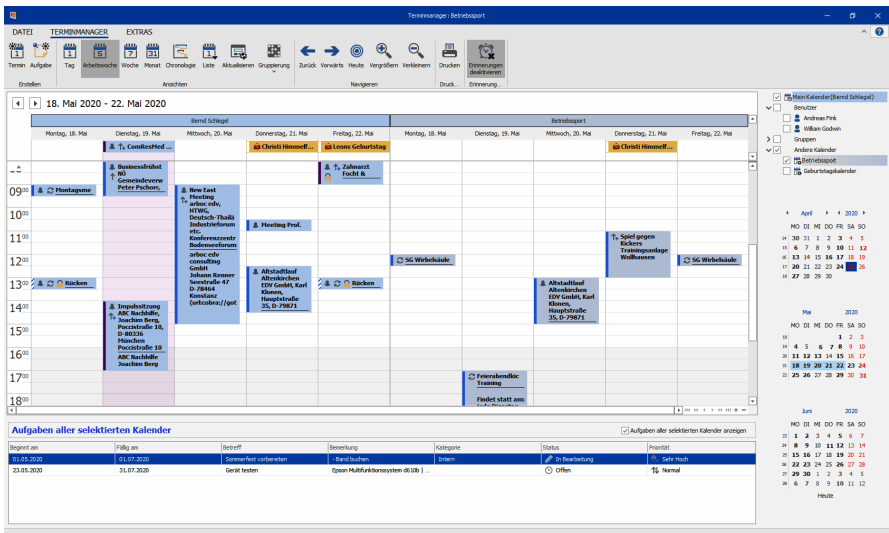 Terminmanager: Betriebssport
DATEI TERMINMANAGER EXTRAS
Termin Aufgabe Tag Arbeitswoche Woche Monat Chronologie Liste Aktualisieren Gruppierung Zurück Vorwärts Heute Vergrößern Verkleinern Drucken Erinnerungen deaktivieren
Erstellen Ansichten Navigieren Druck... Erinnerung...
18. Mai 2020 - 22. Mai 2020
Bernd Schlegel Betriebssport
Montag, 18. Mai Dienstag, 19. Mai Mittwoch, 20. Mai Donnerstag, 21. Mai Freitag, 22. Mai Montag, 18. Mai Dienstag, 19. Mai Mittwoch, 20. Mai Donnerstag, 21. Mai Freitag, 22. Mai
ComResMed ... Christi Himmelf... Leons Geburtstag Christi Himmelf...
09 00
10 00
11 00
12 00
13 00
14 00
15 00
16 00
17 00
18 00
Montagsme
Rücken
Businessfrühst
NÖ
Gemeindeverw
Peter Pschorr,
Impulssitzung
ABC Nachhilfe,
Joachim Berg,
Poccistraße 10,
D-80336
München
Poccistraße 10
ABC Nachhilfe
Joachim Berg
New East
Meeting
arboc edv,
HTWG,
Deutsch-Thailä
Industrieforum
etc.
Konferenzzentr
Bodenseeforum
arboc edv
consulting
GmbH
Johann Renner
Seestraße 47
D-78464
Konstanz
(urlcobra://got
Meeting Prof.
Altstadtlauf
Altenkirchen
EDV GmbH, Karl
Klonen,
Hauptstraße
35, D-79871
Zahnarzt
Focht &
Rücken
SG Wirbelsäule
Feierabendkic
Training
Findet statt am:
Altstadtlauf
Altenkirchen
EDV GmbH, Karl
Klonen,
Hauptstraße
35, D-79871
Spiel gegen
Kickers
Trainingsanlage
Wollhausen
SG Wirbelsäule
Aufgaben aller selektierten Kalender
Aufgaben aller selektierten Kalender anzeigen
Beginnt am Fällig am Betreff Bemerkung Kategorie Status Priorität
01.05.2020 01.07.2020 Sommerfest vorbereiten - Band buchen Intern In Bearbeitung Sehr Hoch
23.05.2020 31.07.2020 Gerät testen Epson Multifunktionssystem d610b | ... Offen Normal
Mein Kalender(Bernd Schlegel)
Benutzer
Andreas Fink
William Godwin
Gruppen
Andere Kalender
Betriebssport
Geburtstagskalender
April 2020
MO DI MI DO FR SA SO
14 30 31 1 2 3 4 5
15 6 7 8 9 10 11 12
16 13 14 15 16 17 18 19
17 20 21 22 23 24 25 26
18 27 28 29 30
Mai 2020
MO DI MI DO FR SA SO
18 1 2 3
19 4 5 6 7 8 9 10
20 11 12 13 14 15 16 17
21 18 19 20 21 22 23 24
22 25 26 27 28 29 30 31
Juni 2020
MO DI MI DO FR SA SO
23 1 2 3 4 5 6 7
24 8 9 10 11 12 13 14
25 15 16 17 18 19 20 21
26 22 23 24 25 26 27 28
27 29 30 1 2 3 4 5
28 6 7 8 9 10 11 12
Heute